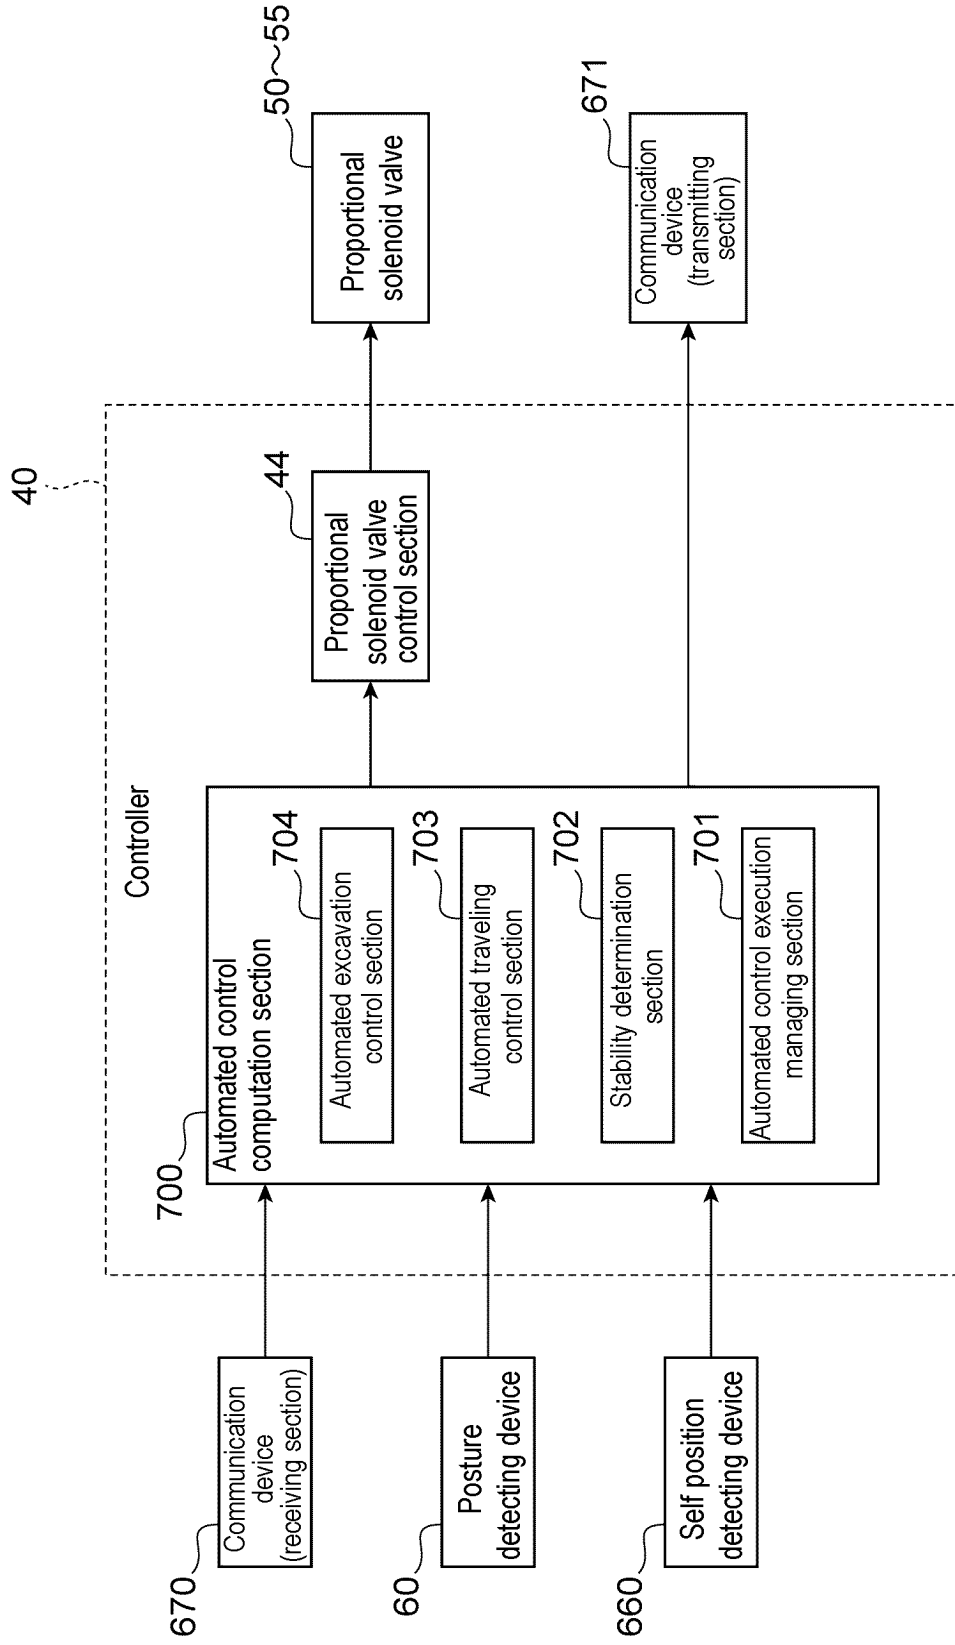 40
Controller
670
Communication
device
(receiving section)
60
Posture
detecting device
660
Self position
detecting device
700
Automated control
computation section
704
Automated excavation
control section
703
Automated traveling
control section
702
Stability determination
section
701
Automated control execution
managing section
44
Proportional
solenoid valve
control section
50～55
Proportional
solenoid valve
671
Communication
device
(transmitting
section)